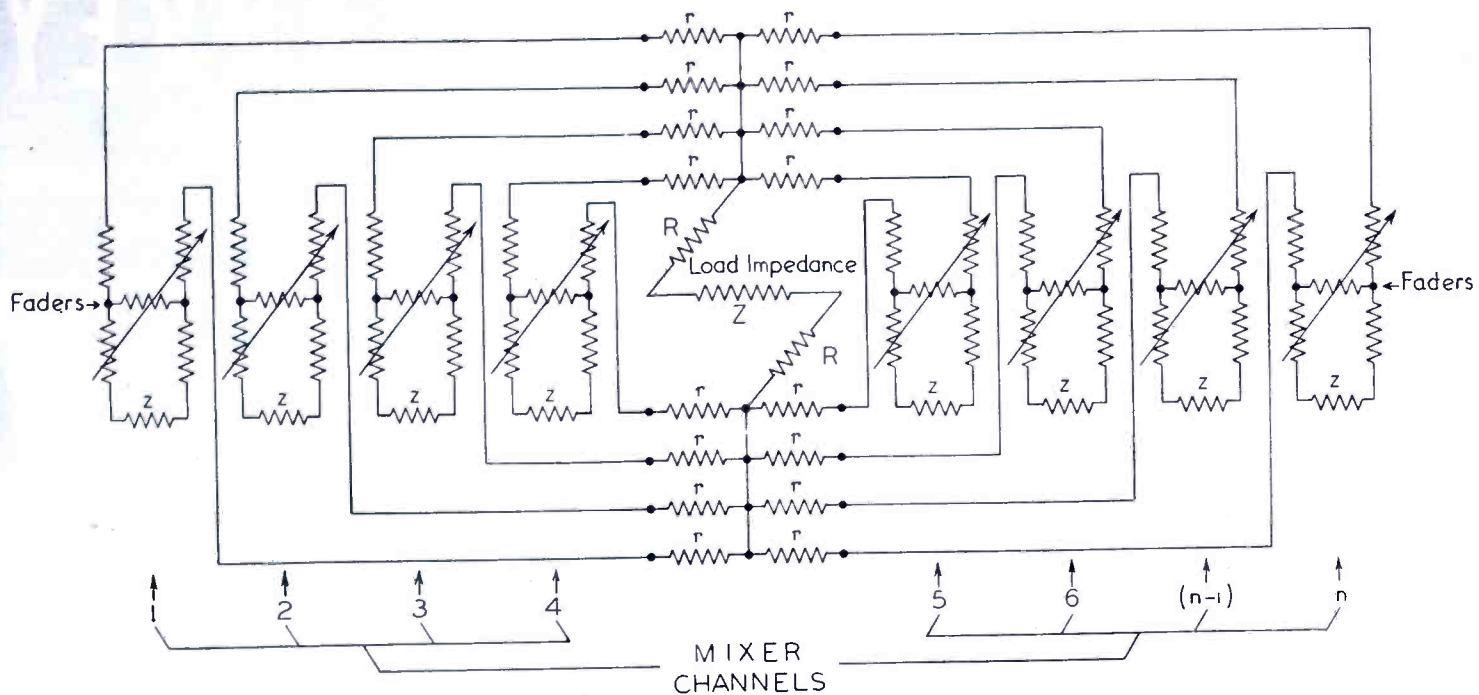 r r
r r
r r
r r
R
Load Impedance
Faders Faders
Z
R
z z z z z z z z
r r
r r
r r
r r
1 2 3 4 5 6 (n-1) n
MIXER
CHANNELS